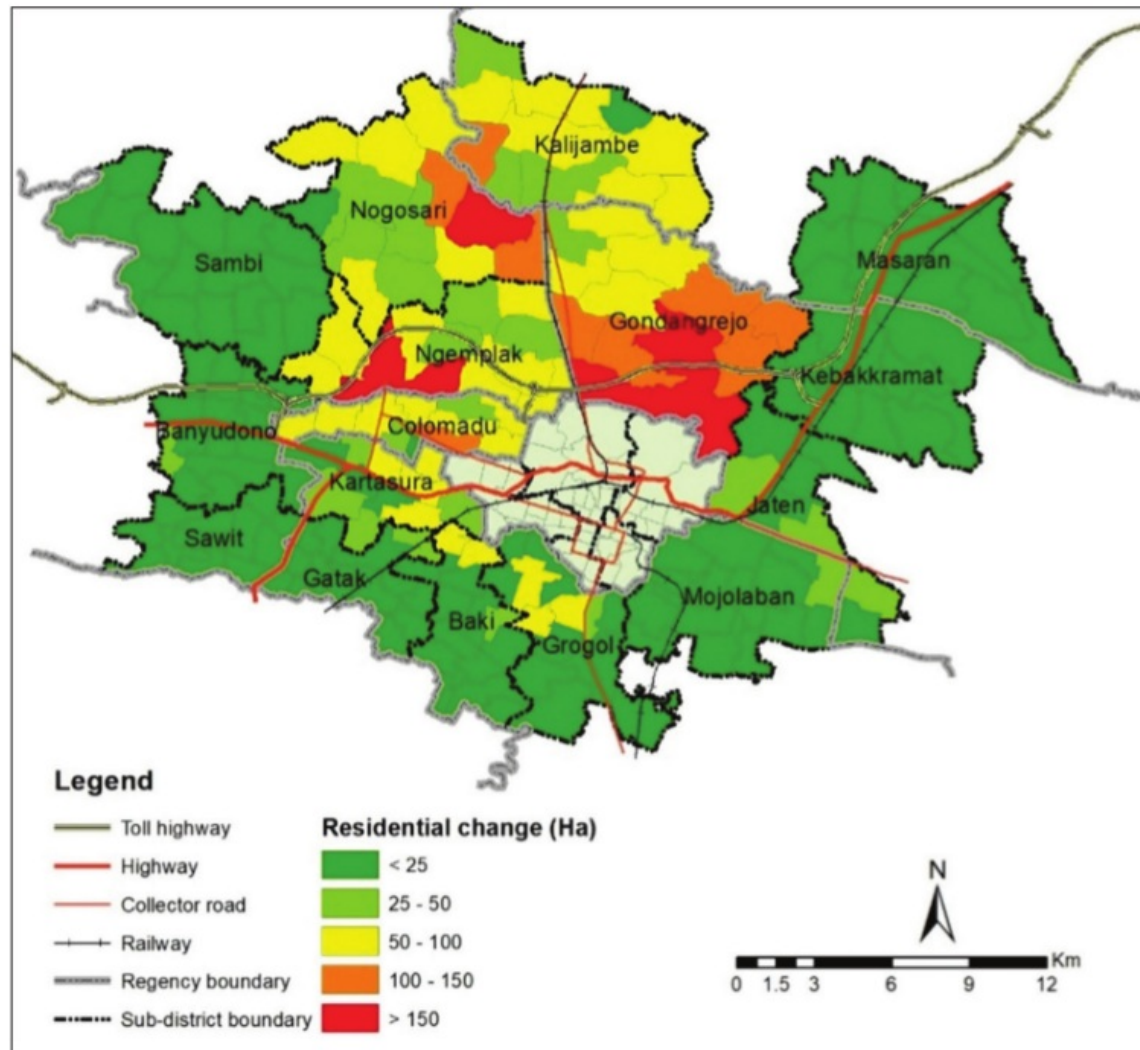 Kalijambe
Nogosari
Sambi
Masaran
Gondangrejo
Ngemplak
Kebakkramat
Colomadu
Banyudono
Kartasura
Jaten
Sawit
Gatak
Mojolaban
Baki
Grogol
Legend
Toll highway
Highway
Collector road
Railway
Regency boundary
Sub-district boundary
Residential change (Ha)
< 25
25 - 50
50 - 100
100 - 150
> 150
N
Km
0 1.5 3 6 9 12